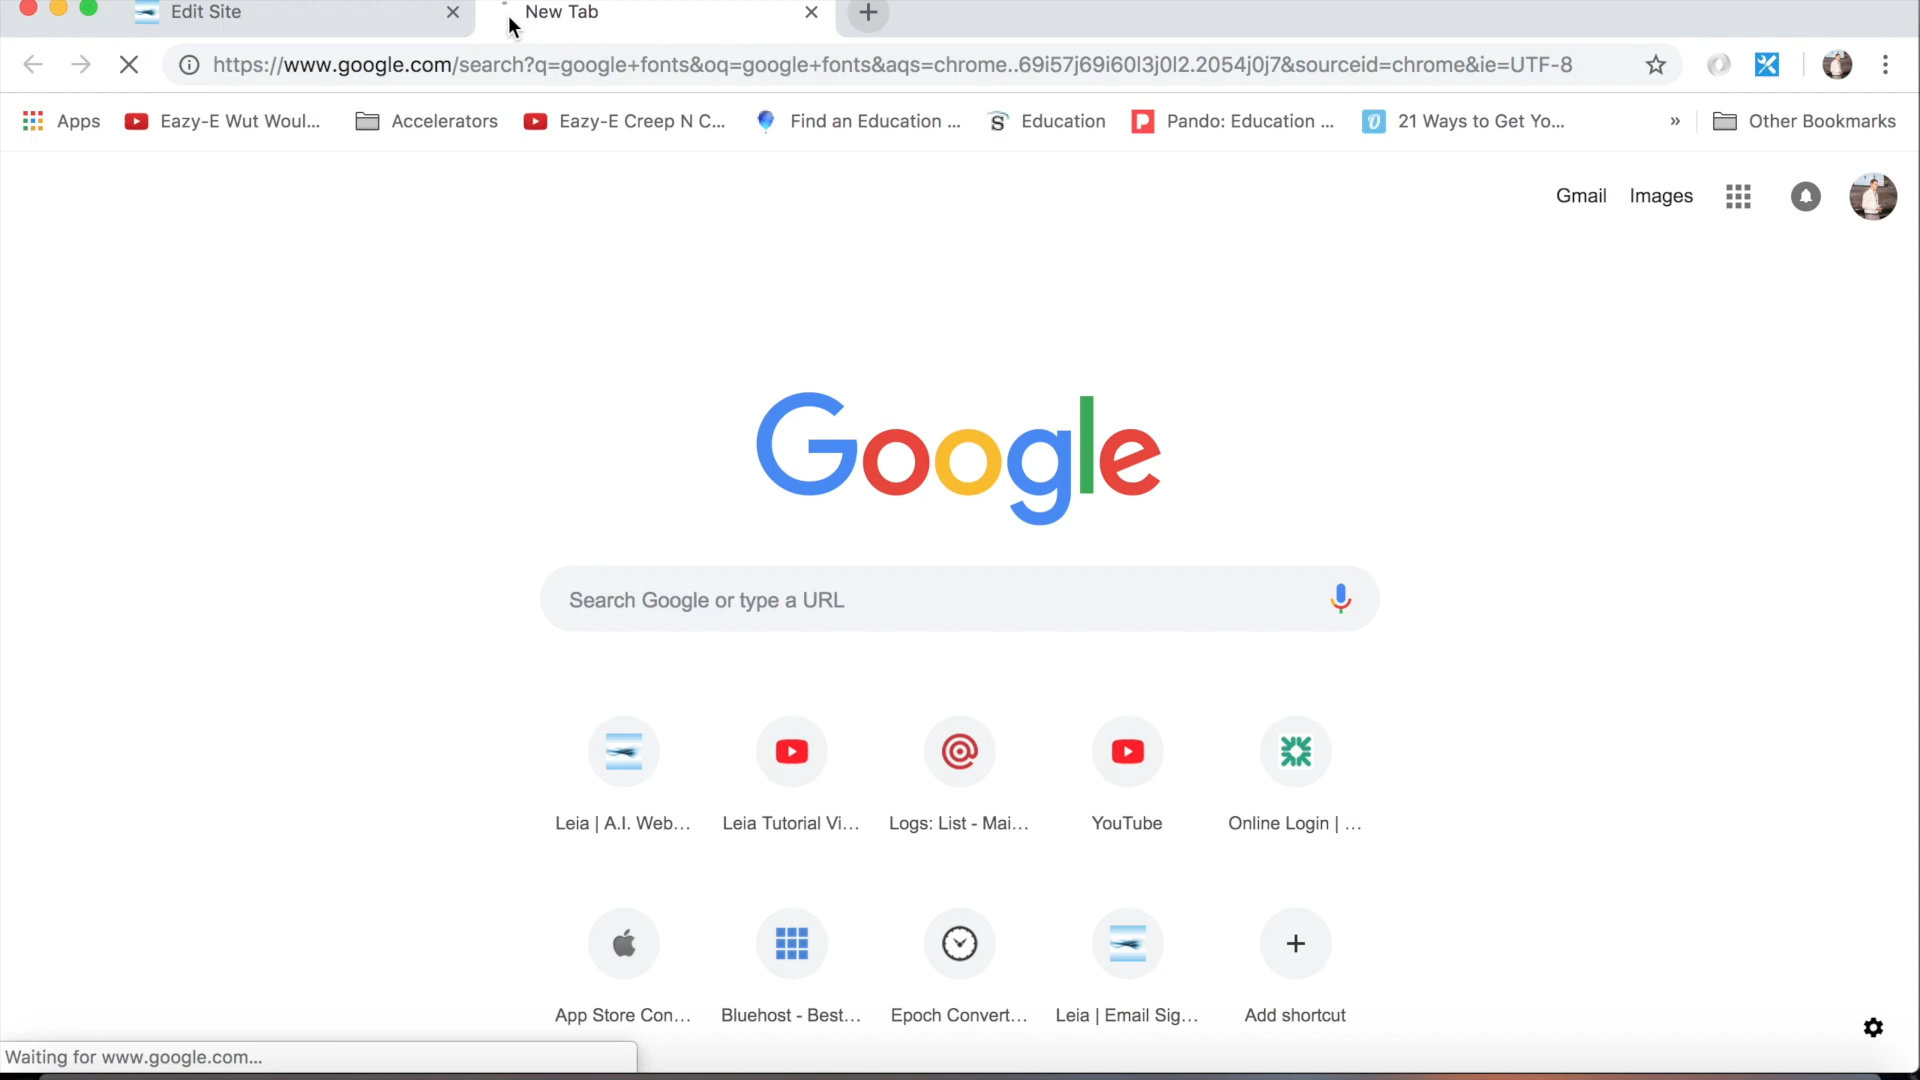 Edit Site
New Tab
https://www.google.com/search?q=google+fonts&oq=google+fonts&aqs=chrome..69i57j69i60l3j0l2.2054j0j7&sourceid=chrome&ie=UTF-8
Apps
Eazy-E Wut Woul...
Accelerators
Eazy-E Creep N C...
Find an Education ...
Education
Pando: Education ...
21 Ways to Get Yo...
»
Other Bookmarks
Gmail
Images
Google
Search Google or type a URL
Leia | A.I. Web...
Leia Tutorial Vi...
Logs: List - Mai...
YouTube
Online Login | ...
App Store Con...
Bluehost - Best...
Epoch Convert...
Leia | Email Sig...
Add shortcut
Waiting for www.google.com...